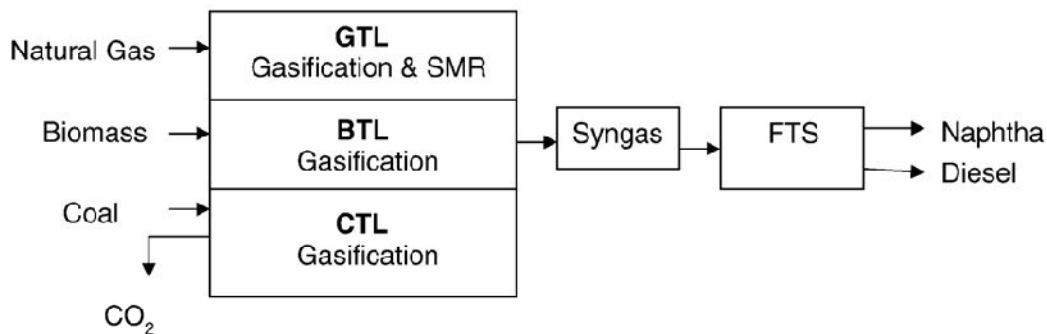 Natural Gas
GTL
Gasification & SMR
Biomass
BTL
Gasification
Coal
CTL
Gasification
CO₂
Syngas
FTS
Naphtha
Diesel